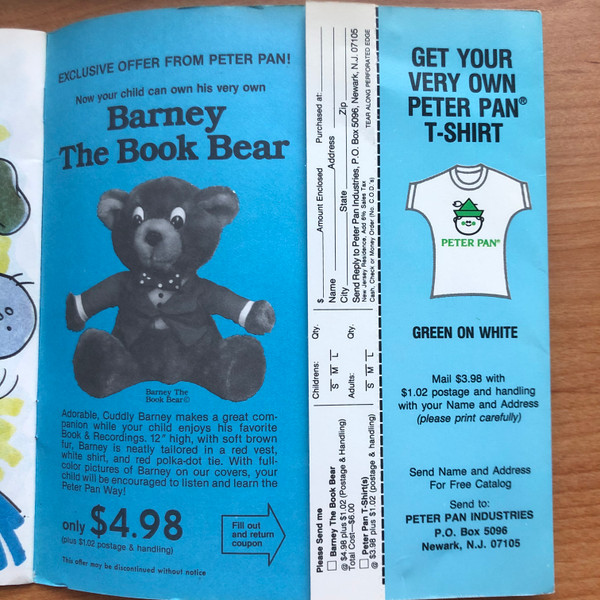 EXCLUSIVE OFFER FROM PETER PAN!
Now your child can own his very own
Barney
The Book Bear
Barney The
Book Bear©
Adorable, Cuddly Barney makes a great com-
panion while your child enjoys his favorite
Book & Recordings. 12" high, with soft brown
fur, Barney is neatly tailored in a red vest,
white shirt, and red polka-dot tie. With full-
color pictures of Barney on our covers, your
child will be encouraged to listen and learn the
Peter Pan Way!
only $4.98
(plus $1.02 postage & handling)
Fill out
and return
coupon
This offer may be discontinued without notice
Please Send me
Barney The Book Bear
@ $4.98 plus $1.02 (Postage & Handling)
Total Cost—$6.00
Peter Pan T-Shirt(s)
@ $3.98 plus $1.02 (postage & handling)
Childrens: Qty.
S M L
Adults: Qty.
S M L
$ Amount Enclosed Purchased at:
Name Address
City State Zip
Send Reply to Peter Pan Industries, P.O. Box 5096, Newark, N.J. 07105
New Jersey Residence, Add 6% Sales Tax
Cash, Check or Money Order (No. C.O.D.'s)
TEAR ALONG PERFORATED EDGE
GET YOUR
VERY OWN
PETER PAN®
T-SHIRT
PETER PAN®
GREEN ON WHITE
Mail $3.98 with
$1.02 postage and handling
with your Name and Address
(please print carefully)
Send Name and Address
For Free Catalog
Send to:
PETER PAN INDUSTRIES
P.O. Box 5096
Newark, N.J. 07105